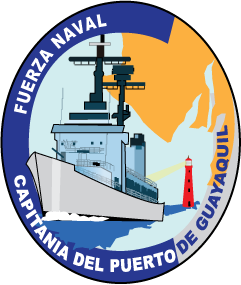 FUERZA NAVAL
CAPITANIA DEL PUERTO DE GUAYAQUIL